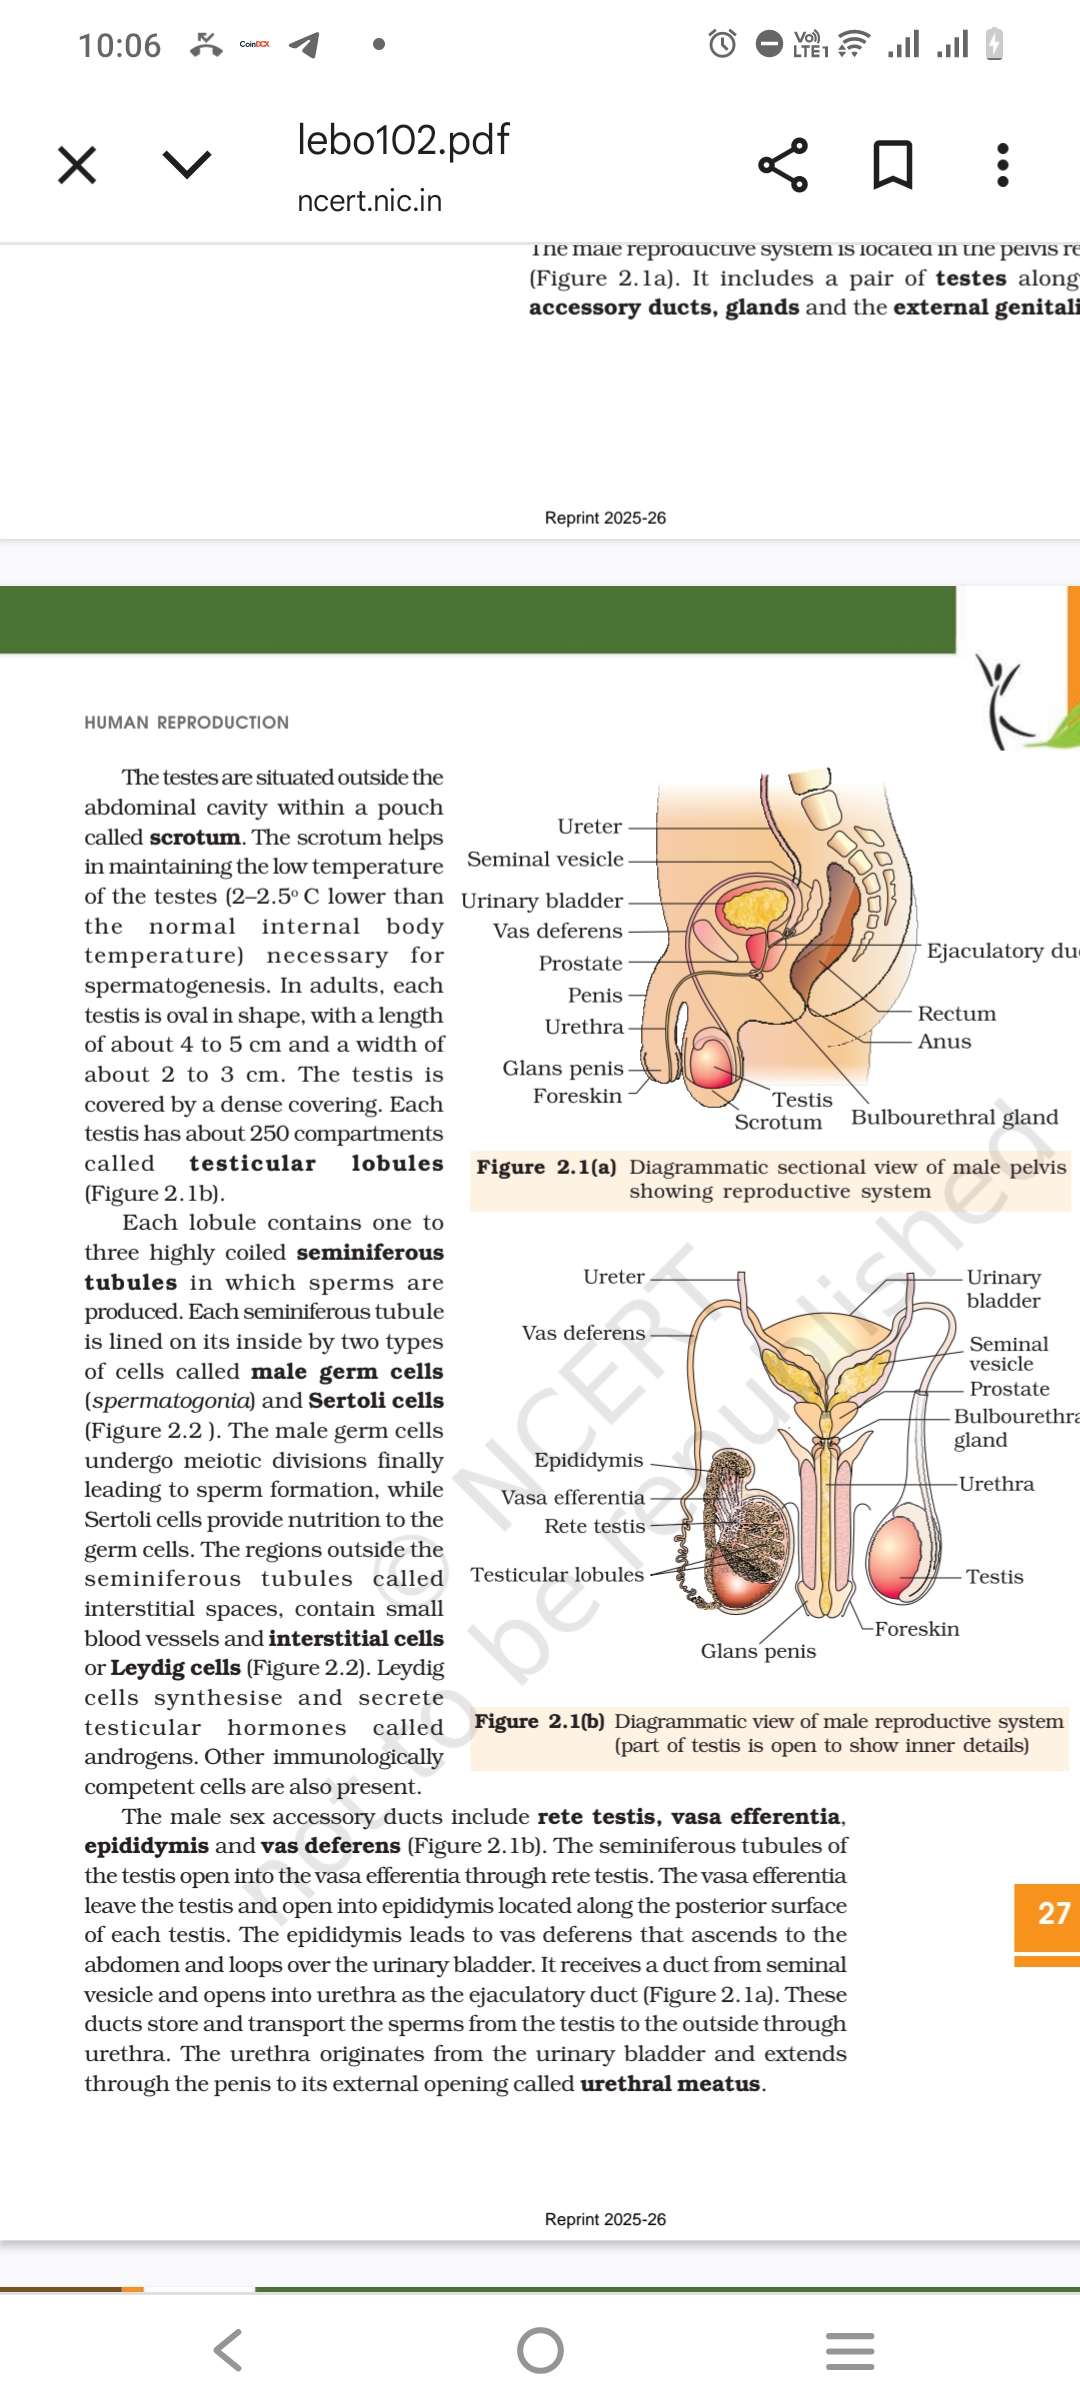 10:06
CoinDCX
Vo))
LTE1
lebo102.pdf
ncert.nic.in
The male reproductive system is located in the pelvis re
(Figure 2.1a). It includes a pair of testes along
accessory ducts, glands and the external genitali
Reprint 2025-26
HUMAN REPRODUCTION
The testes are situated outside the
abdominal cavity within a pouch
called scrotum. The scrotum helps
in maintaining the low temperature
of the testes (2–2.5° C lower than
the normal internal body
temperature) necessary for
spermatogenesis. In adults, each
testis is oval in shape, with a length
of about 4 to 5 cm and a width of
about 2 to 3 cm. The testis is
covered by a dense covering. Each
testis has about 250 compartments
called testicular lobules
(Figure 2.1b).
Each lobule contains one to
three highly coiled seminiferous
tubules in which sperms are
produced. Each seminiferous tubule
is lined on its inside by two types
of cells called male germ cells
(spermatogonia) and Sertoli cells
(Figure 2.2 ). The male germ cells
undergo meiotic divisions finally
leading to sperm formation, while
Sertoli cells provide nutrition to the
germ cells. The regions outside the
seminiferous tubules called
interstitial spaces, contain small
blood vessels and interstitial cells
or Leydig cells (Figure 2.2). Leydig
cells synthesise and secrete
testicular hormones called
androgens. Other immunologically
competent cells are also present.
Ureter
Seminal vesicle
Urinary bladder
Vas deferens
Prostate
Penis
Urethra
Glans penis
Foreskin
Ejaculatory du
Rectum
Anus
Testis
Scrotum
Bulbourethral gland
Figure 2.1(a) Diagrammatic sectional view of male pelvis
showing reproductive system
Ureter
Vas deferens
Epididymis
Vasa efferentia
Rete testis
Testicular lobules
Glans penis
Urinary
bladder
Seminal
vesicle
Prostate
Bulbourethra
gland
Urethra
Testis
Foreskin
Figure 2.1(b) Diagrammatic view of male reproductive system
(part of testis is open to show inner details)
The male sex accessory ducts include rete testis, vasa efferentia,
epididymis and vas deferens (Figure 2.1b). The seminiferous tubules of
the testis open into the vasa efferentia through rete testis. The vasa efferentia
leave the testis and open into epididymis located along the posterior surface
of each testis. The epididymis leads to vas deferens that ascends to the
abdomen and loops over the urinary bladder. It receives a duct from seminal
vesicle and opens into urethra as the ejaculatory duct (Figure 2.1a). These
ducts store and transport the sperms from the testis to the outside through
urethra. The urethra originates from the urinary bladder and extends
through the penis to its external opening called urethral meatus.
© NCERT
not to be republished
27
Reprint 2025-26